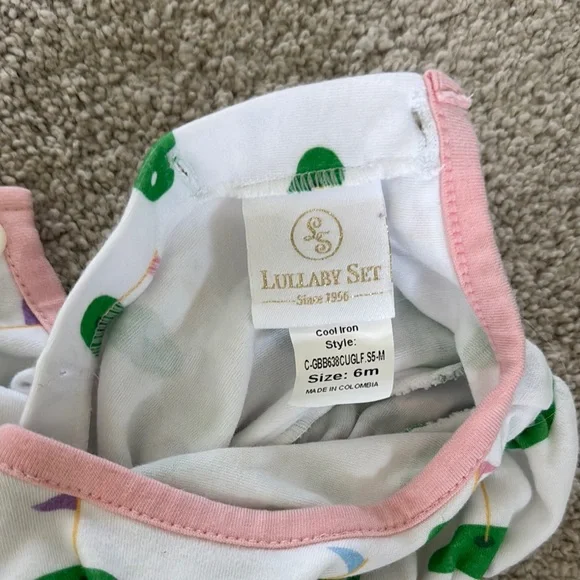 LS
LULLABY SET
Since 1956
Cool Iron
Style:
C-GBB638CUGLF.S5-M
Size: 6m
MADE IN COLOMBIA